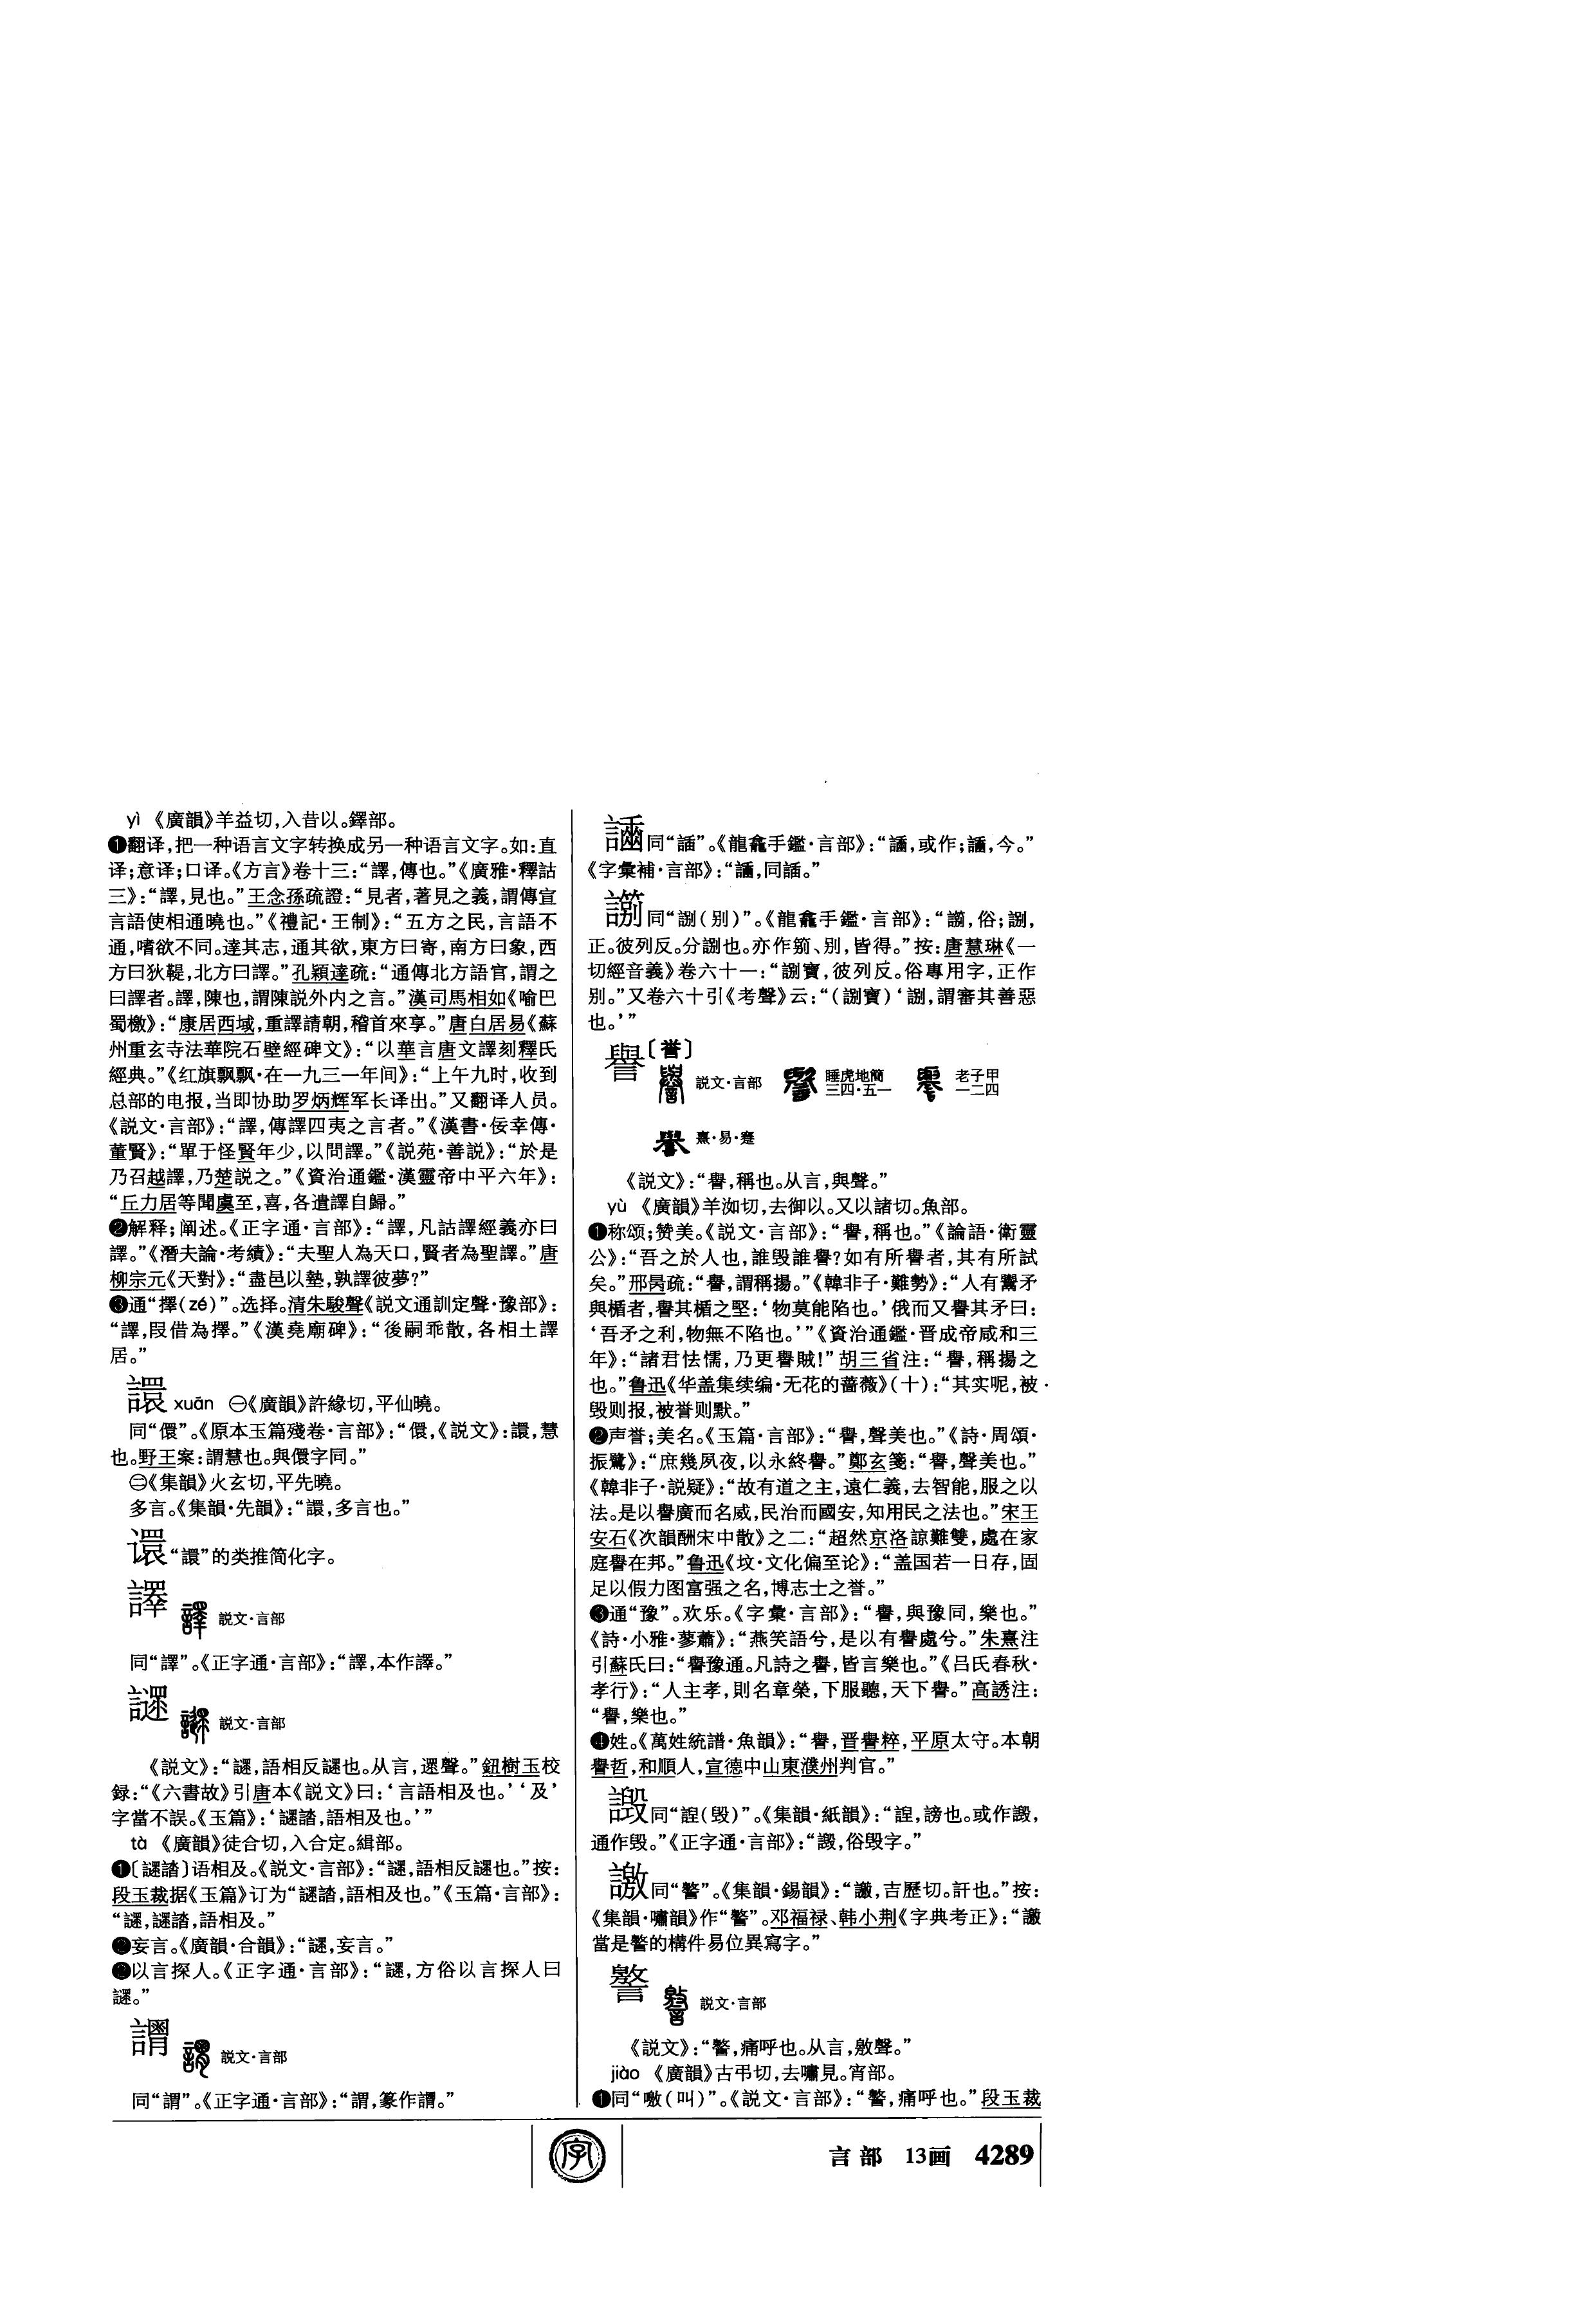 yì 《廣韻》羊益切,入昔以。鐸部。
❶翻译,把一种语言文字转换成另一种语言文字。如:直
译;意译;口译。《方言》卷十三:“譯,傳也。”《廣雅·釋詁
三》:“譯,見也。”王念孫疏證:“見者,著見之義,謂傳宣
言語使相通曉也。”《禮記·王制》:“五方之民,言語不
通,嗜欲不同。達其志,通其欲,東方曰寄,南方曰象,西
方曰狄鞮,北方曰譯。”孔穎達疏:“通傳北方語官,謂之
曰譯者。譯,陳也,謂陳説外内之言。”漢司馬相如《喻巴
蜀檄》:“康居西域,重譯請朝,稽首來享。”唐白居易《蘇
州重玄寺法華院石壁經碑文》:“以華言唐文譯刻釋氏
經典。”《红旗飘飘·在一九三一年间》:“上午九时,收到
总部的电报,当即协助罗炳辉军长译出。”又翻译人员。
《説文·言部》:“譯,傳譯四夷之言者。”《漢書·佞幸傳·
董賢》:“單于怪賢年少,以問譯。”《説苑·善説》:“於是
乃召越譯,乃楚説之。”《資治通鑑·漢靈帝中平六年》:
“丘力居等聞虞至,喜,各遣譯自歸。”
❷解释;阐述。《正字通·言部》:“譯,凡詁譯經義亦曰
譯。”《潛夫論·考績》:“夫聖人為天口,賢者為聖譯。”唐
柳宗元《天對》:“盡邑以墊,孰譯彼夢?”
❸通“擇(zé)”。选择。清朱駿聲《説文通訓定聲·豫部》:
“譯,叚借為擇。”《漢堯廟碑》:“後嗣乖散,各相土譯
居。”
譞 xuān ㊀《廣韻》許緣切,平仙曉。
同“儇”。《原本玉篇殘卷·言部》:“儇,《説文》:譞,慧
也。野王案:謂慧也。與儇字同。”
㊁《集韻》火玄切,平先曉。
多言。《集韻·先韻》:“譞,多言也。”
𫍽“譞”的类推简化字。
説文·言部
同“譯”。《正字通·言部》:“譯,本作譯。”
謎 説文·言部
《説文》:“䜚,語相反䜚也。从言,遝聲。”鈕樹玉校
録:“《六書故》引唐本《説文》曰:‘言語相及也。’‘及’
字當不誤。《玉篇》:‘䜚誻,語相及也。’”
tà 《廣韻》徒合切,入合定。緝部。
❶〔䜚誻〕语相及。《説文·言部》:“䜚,語相反䜚也。”按:
段玉裁据《玉篇》订为“䜚誻,語相及也。”《玉篇·言部》:
“䜚,䜚誻,語相及。”
❷妄言。《廣韻·合韻》:“䜚,妄言。”
❸以言探人。《正字通·言部》:“䜚,方俗以言探人曰
䜚。”
説文·言部
同“謂”。《正字通·言部》:“謂,篆作。”
同“諙”。《龍龕手鑑·言部》:“,或作;,今。”
《字彙補·言部》:“,同。”
同“䚹(别)”。《龍龕手鑑·言部》:“,俗;,
正。彼列反。分也。亦作、别,皆得。”按:唐慧琳《一
切經音義》卷六十一:“寶,彼列反。俗專用字,正作
别。”又卷六十引《考聲》云:“(寶)‘,謂審其善惡
也。’”
譽〔誉〕 説文·言部 睡虎地簡三四·五一 老子甲一二四
熹·易·蹇
《説文》:“譽,稱也。从言,與聲。”
yù 《廣韻》羊洳切,去御以。又以諸切。魚部。
❶称颂;赞美。《説文·言部》:“譽,稱也。”《論語·衛靈
公》:“吾之於人也,誰毁誰譽?如有所譽者,其有所試
矣。”邢昺疏:“譽,謂稱揚。”《韓非子·難勢》:“人有鬻矛
與楯者,譽其楯之堅:‘物莫能陷也。’俄而又譽其矛曰:
‘吾矛之利,物無不陷也。’”《資治通鑑·晋成帝咸和三
年》:“諸君怯懦,乃更譽賊!”胡三省注:“譽,稱揚之
也。”鲁迅《华盖集续编·无花的蔷薇》(十):“其实呢,被
毁则报,被誉则默。”
❷声誉;美名。《玉篇·言部》:“譽,聲美也。”《詩·周頌·
振鷺》:“庶幾夙夜,以永終譽。”鄭玄箋:“譽,聲美也。”
《韓非子·説疑》:“故有道之主,遠仁義,去智能,服之以
法。是以譽廣而名威,民治而國安,知用民之法也。”宋王
安石《次韻酬宋中散》之二:“超然京洛諒難雙,處在家
庭譽在邦。”鲁迅《坟·文化偏至论》:“盖国若一日存,固
足以假力图富强之名,博志士之誉。”
❸通“豫”。欢乐。《字彙·言部》:“譽,與豫同,樂也。”
《詩·小雅·蓼蕭》:“燕笑語兮,是以有譽處兮。”朱熹注
引蘇氏曰:“譽豫通。凡詩之譽,皆言樂也。”《吕氏春秋·
孝行》:“人主孝,則名章榮,下服聽,天下譽。”高誘注:
“譽,樂也。”
❹姓。《萬姓統譜·魚韻》:“譽,晋譽粹,平原太守。本朝
譽哲,和順人,宣德中山東濮州判官。”
譭同“䛼(毁)”。《集韻·紙韻》:“,謗也。或作譭,
通作毁。”《正字通·言部》:“譭,俗毁字。”
譤同“警”。《集韻·錫韻》:“譤,吉歷切。訐也。”按:
《集韻·嘯韻》作“”。邓福禄、韩小荆《字典考正》:“譤
當是的構件易位異寫字。”
説文·言部
《説文》:“,痛呼也。从言,敫聲。”
jiào 《廣韻》古弔切,去嘯見。宵部。
❶同“噭(叫)”。《説文·言部》:“,痛呼也。”段玉裁
言部 13画 4289